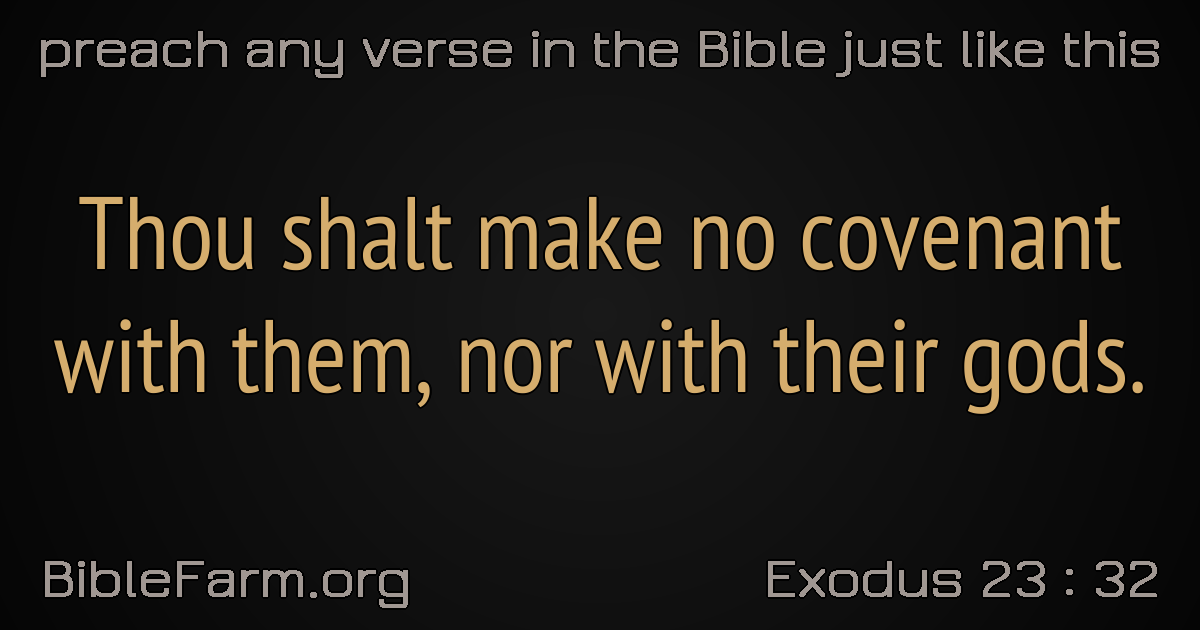 preach any verse in the Bible just like this
Thou shalt make no covenant
with them, nor with their gods.
BibleFarm.org
Exodus 23 : 32